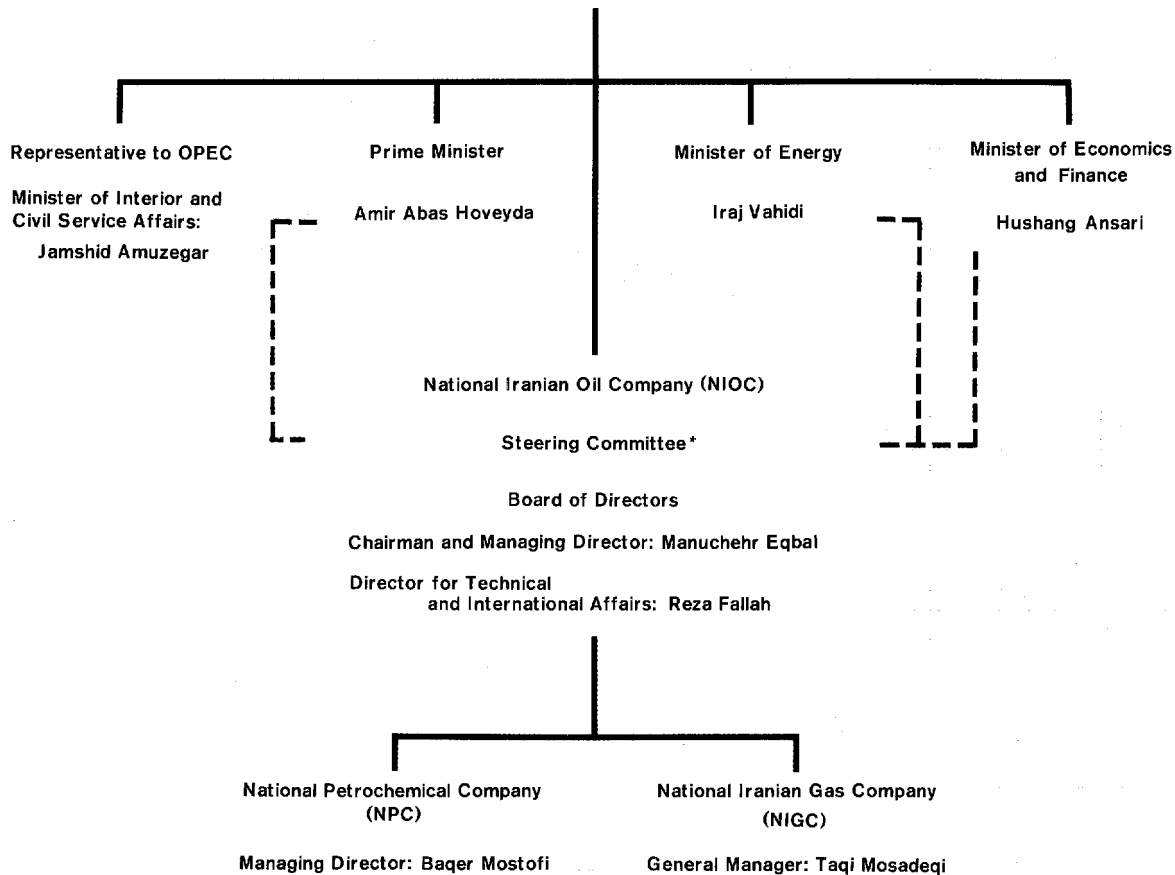 Representative to OPEC
Minister of Interior and
Civil Service Affairs:
Jamshid Amuzegar
Prime Minister
Amir Abas Hoveyda
Minister of Energy
Iraj Vahidi
Minister of Economics
and Finance
Hushang Ansari
National Iranian Oil Company (NIOC)
Steering Committee*
Board of Directors
Chairman and Managing Director: Manuchehr Eqbal
Director for Technical
and International Affairs: Reza Fallah
National Petrochemical Company
(NPC)
Managing Director: Baqer Mostofi
National Iranian Gas Company
(NIGC)
General Manager: Taqi Mosadeqi